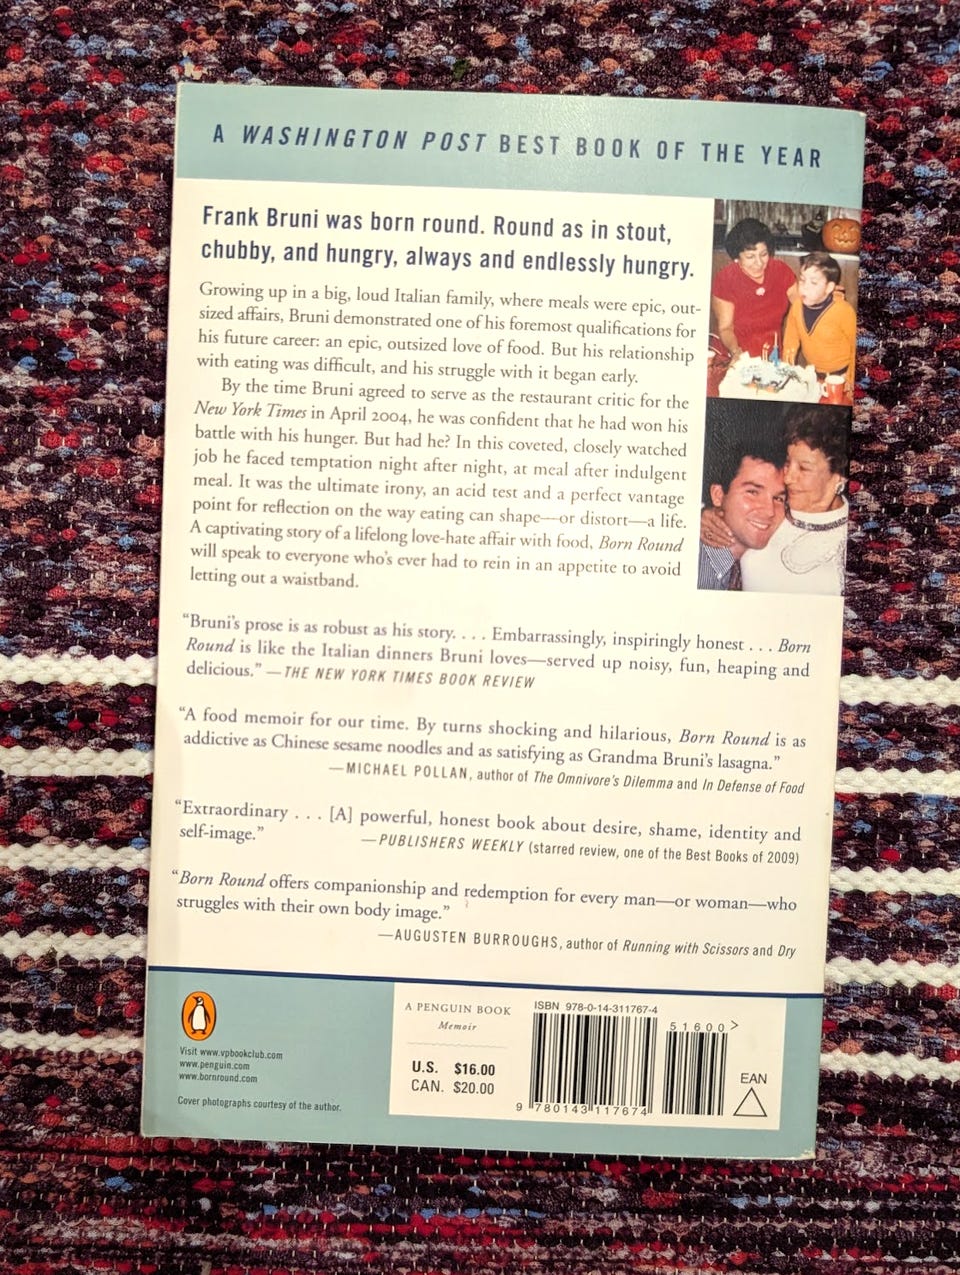 A WASHINGTON POST BEST BOOK OF THE YEAR
Frank Bruni was born round. Round as in stout,
chubby, and hungry, always and endlessly hungry.
Growing up in a big, loud Italian family, where meals were epic, out-
sized affairs, Bruni demonstrated one of his foremost qualifications for
his future career: an epic, outsized love of food. But his relationship
with eating was difficult, and his struggle with it began early.
By the time Bruni agreed to serve as the restaurant critic for the
New York Times in April 2004, he was confident that he had won his
battle with his hunger. But had he? In this coveted, closely watched
job he faced temptation night after night, at meal after indulgent
meal. It was the ultimate irony, an acid test and a perfect vantage
point for reflection on the way eating can shape—or distort—a life.
A captivating story of a lifelong love-hate affair with food, Born Round
will speak to everyone who's ever had to rein in an appetite to avoid
letting out a waistband.
“Bruni's prose is as robust as his story. . . . Embarrassingly, inspiringly honest . . . Born
Round is like the Italian dinners Bruni loves—served up noisy, fun, heaping and
delicious.” —THE NEW YORK TIMES BOOK REVIEW
“A food memoir for our time. By turns shocking and hilarious, Born Round is as
addictive as Chinese sesame noodles and as satisfying as Grandma Bruni's lasagna.”
—MICHAEL POLLAN, author of The Omnivore's Dilemma and In Defense of Food
“Extraordinary . . . [A] powerful, honest book about desire, shame, identity and
self-image.” —PUBLISHERS WEEKLY (starred review, one of the Best Books of 2009)
“Born Round offers companionship and redemption for every man—or woman—who
struggles with their own body image.”
—AUGUSTEN BURROUGHS, author of Running with Scissors and Dry
Visit www.vpbookclub.com
www.penguin.com
www.bornround.com
Cover photographs courtesy of the author.
A PENGUIN BOOK
Memoir
U.S. $16.00
CAN. $20.00
ISBN 978-0-14-311767-4
51600>
9 780143 117674
EAN